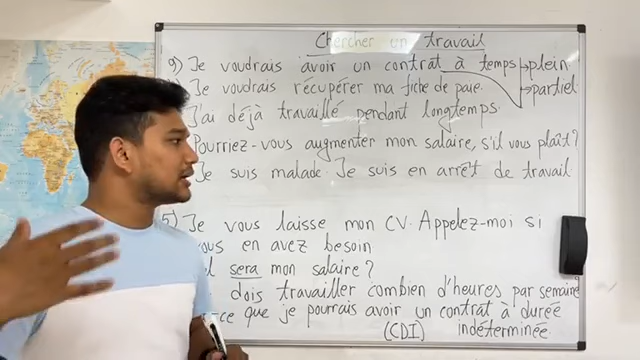 Chercher un travail
9) Je voudrais avoir un contrat à temps plein
partiel
Je voudrais récupérer ma fiche de paie.
J'ai déjà travaillé pendant longtemps.
Pourriez-vous augmenter mon salaire, s'il vous plaît?
Je suis malade. Je suis en arrêt de travail
5) Je vous laisse mon CV. Appelez-moi si
vous en avez besoin
sera mon salaire?
dois travailler combien d'heures par semaine
ce que je pourrais avoir un contrat à durée
(CDI) indéterminée